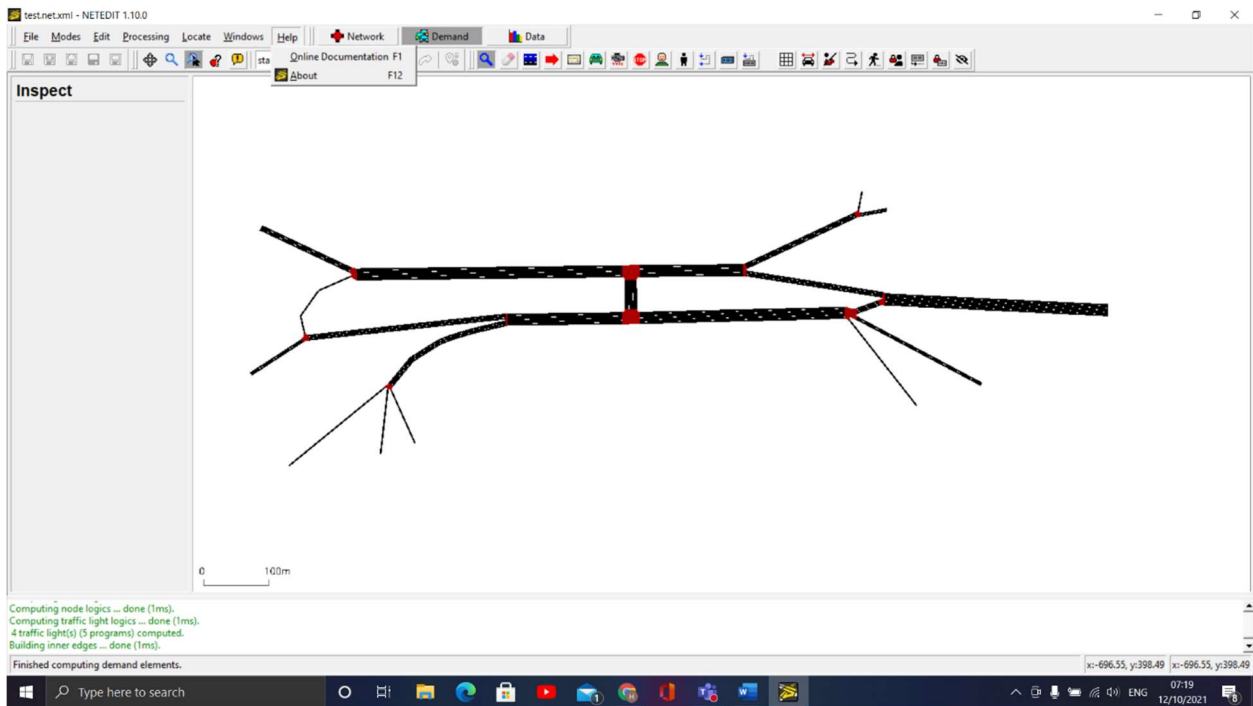 test.net.xml - NETEDIT 1.10.0
File Modes Edit Processing Locate Windows Help Network Demand Data
sta
Online Documentation F1
About F12
Inspect
0 100m
Computing node logics ... done (1ms).
Computing traffic light logics ... done (1ms).
4 traffic light(s) (5 programs) computed.
Building inner edges ... done (1ms).
Finished computing demand elements.
x:-696.55, y:398.49 x:-696.55, y:398.49
Type here to search
ENG
07:19
12/10/2021